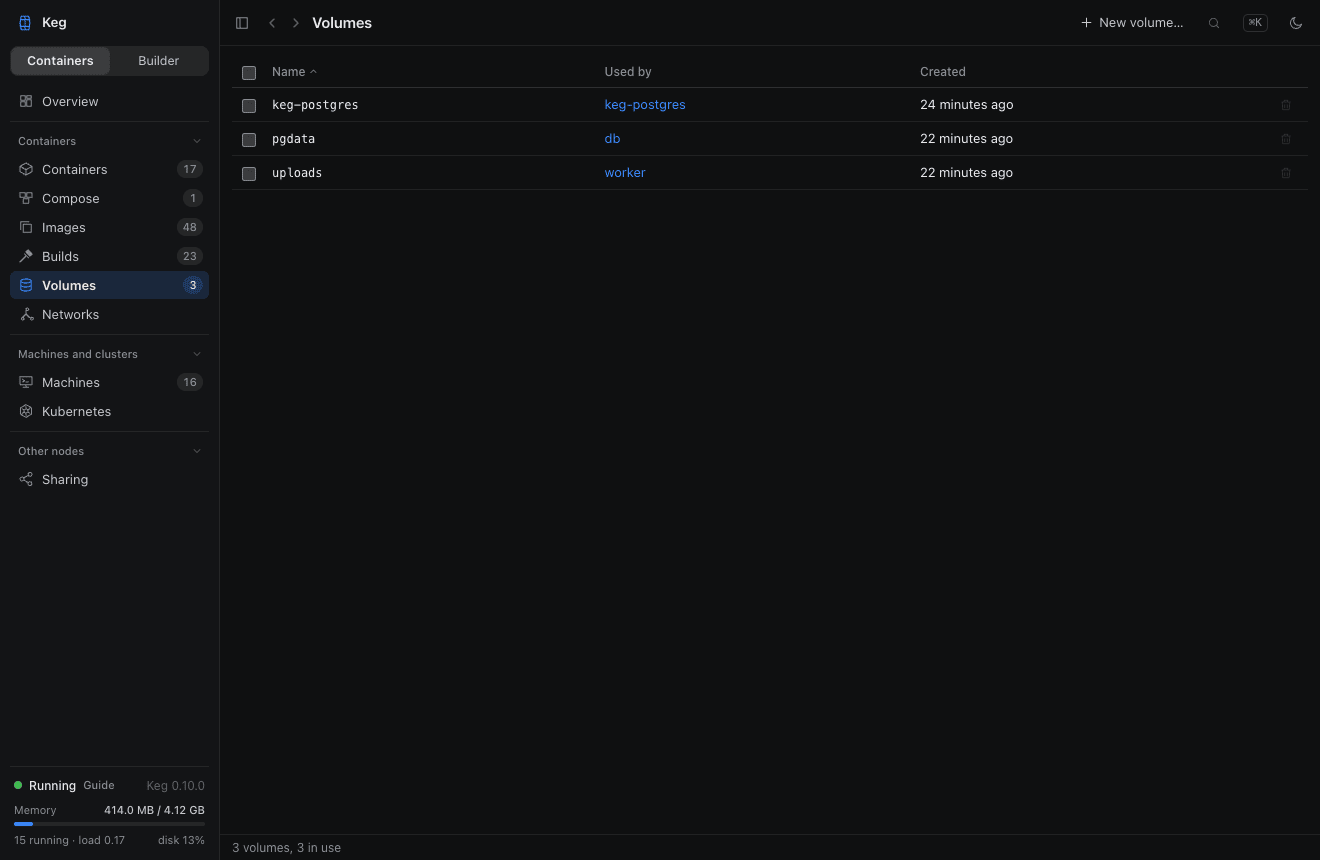 Keg
Containers Builder
Overview
Containers
Containers 17
Compose 1
Images 48
Builds 23
Volumes 3
Networks
Machines and clusters
Machines 16
Kubernetes
Other nodes
Sharing
Running Guide Keg 0.10.0
Memory 414.0 MB / 4.12 GB
15 running · load 0.17 disk 13%
Volumes
New volume… ⌘K
Name Used by Created
keg-postgres keg-postgres 24 minutes ago
pgdata db 22 minutes ago
uploads worker 22 minutes ago
3 volumes, 3 in use